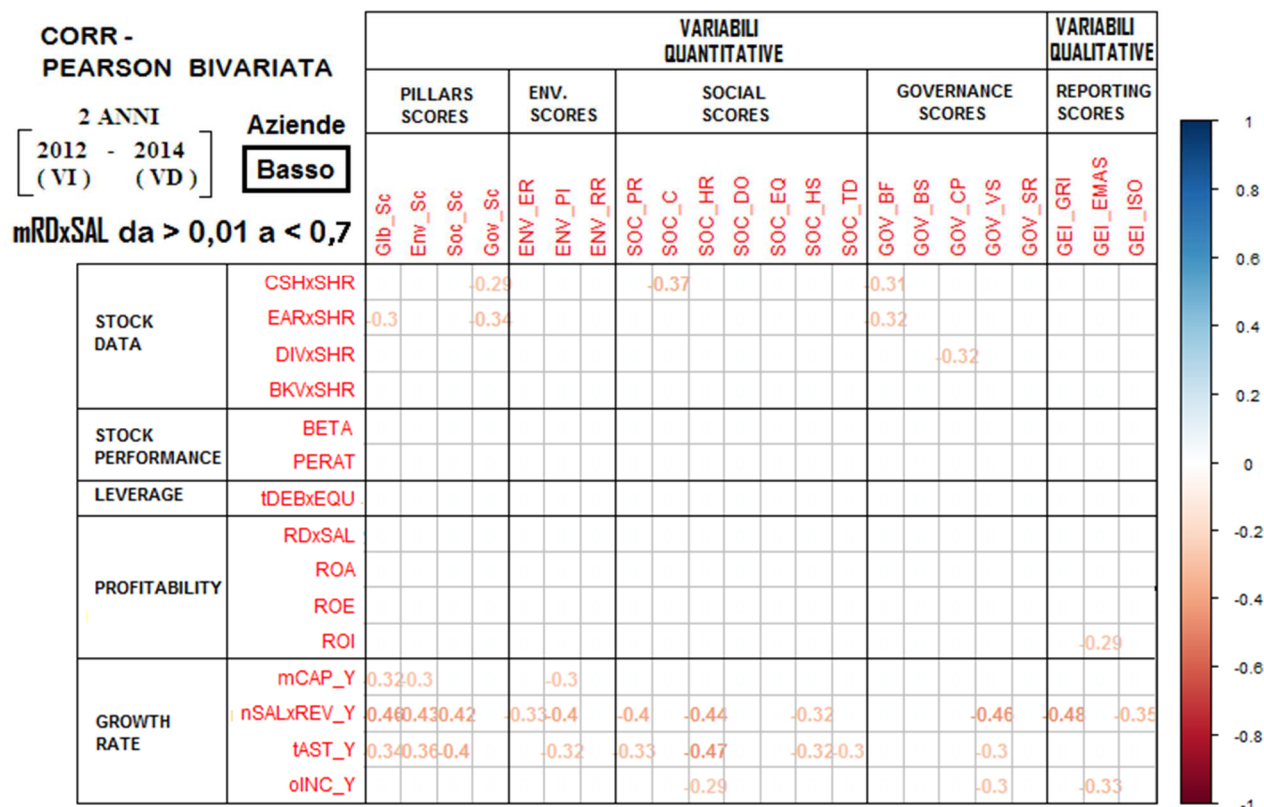 CORR -
PEARSON BIVARIATA
2 ANNI
2012 - 2014
(VI) (VD)
Aziende
Basso
mRDxSAL da > 0,01 a < 0,7
VARIABILI
QUANTITATIVE
VARIABILI
QUALITATIVE
PILLARS
SCORES
ENV.
SCORES
SOCIAL
SCORES
GOVERNANCE
SCORES
REPORTING
SCORES
Glb_Sc
Env_Sc
Soc_Sc
Gov_Sc
ENV_ER
ENV_PI
ENV_RR
SOC_PR
SOC_C
SOC_HR
SOC_DO
SOC_EQ
SOC_HS
SOC_TD
GOV_BF
GOV_BS
GOV_CP
GOV_VS
GOV_SR
GEI_GRI
GEI_EMAS
GEI_ISO
STOCK
DATA
CSHxSHR -0.29 -0.37 -0.31
EARxSHR -0.3 -0.34 -0.32
DIVxSHR -0.32
BKVxSHR
STOCK
PERFORMANCE
BETA
PERAT
LEVERAGE
tDEBxEQU
PROFITABILITY
RDxSAL
ROA
ROE
ROI -0.29
GROWTH
RATE
mCAP_Y -0.32 -0.3 -0.3
nSALxREV_Y -0.46 -0.43 -0.42 -0.33 -0.4 -0.4 -0.44 -0.32 -0.46 -0.48 -0.35
tAST_Y -0.34 -0.36 -0.4 -0.32 -0.33 -0.47 -0.32 -0.3 -0.3
oINC_Y -0.29 -0.3 -0.33
1
0.8
0.6
0.4
0.2
0
-0.2
-0.4
-0.6
-0.8
-1